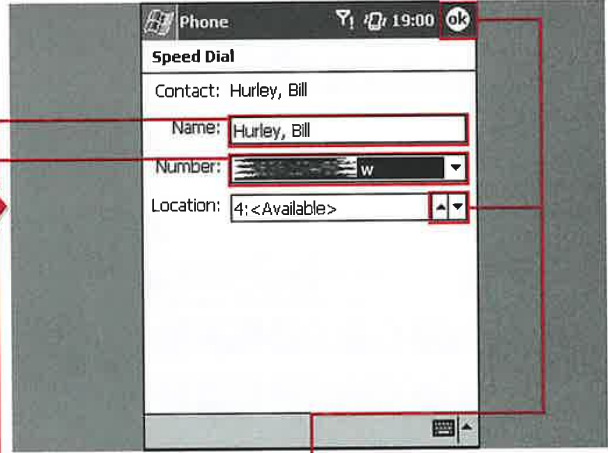 Phone 19:00 ok
Speed Dial
Contact: Hurley, Bill
Name: Hurley, Bill
Number: w
Location: 4:<Available>